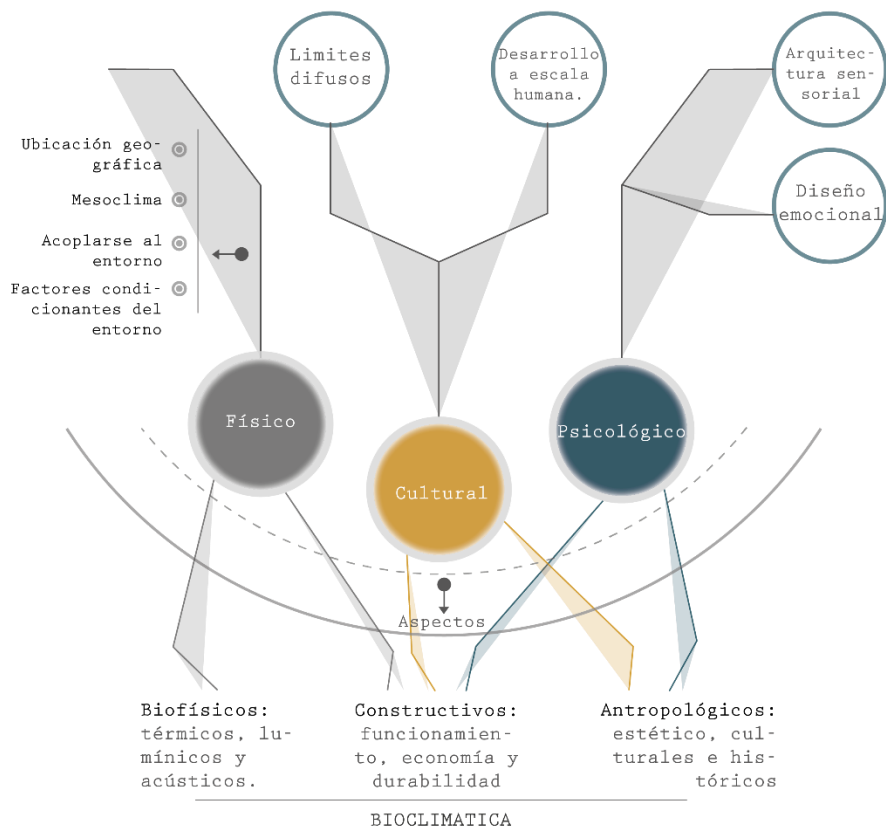 Limites
difusos
Desarrollo
a escala
humana.
Arquitec-
tura sen-
sorial
Diseño
emocional
Ubicación geo-
gráfica
Mesoclima
Acoplarse al
entorno
Factores condi-
cionantes del
entorno
Físico
Cultural
Psicológico
Aspectos
Biofísicos:
térmicos, lu-
mínicos y
acústicos.
Constructivos:
funcionamien-
to, economía y
durabilidad
Antropológicos:
estético, cul-
turales e his-
tóricos
BIOCLIMATICA